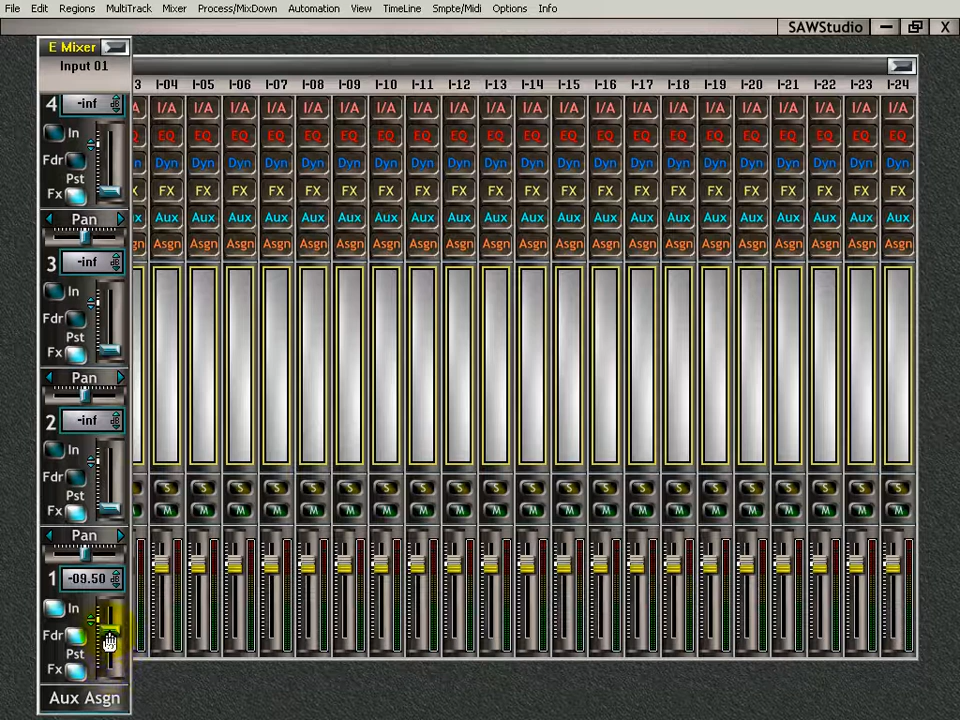 File Edit Regions MultiTrack Mixer Process/MixDown Automation View TimeLine Smpte/Midi Options Info
SAWStudio X
E Mixer
Input 01
3 I-04 I-05 I-06 I-07 I-08 I-09 I-10 I-11 I-12 I-13 I-14 I-15 I-16 I-17 I-18 I-19 I-20 I-21 I-22 I-23 I-24
4 -inf dB
A I/A I/A I/A I/A I/A I/A I/A I/A I/A I/A I/A I/A I/A I/A I/A I/A I/A I/A I/A I/A I/A
In
Q EQ EQ EQ EQ EQ EQ EQ EQ EQ EQ EQ EQ EQ EQ EQ EQ EQ EQ EQ EQ EQ
Fdr
n Dyn Dyn Dyn Dyn Dyn Dyn Dyn Dyn Dyn Dyn Dyn Dyn Dyn Dyn Dyn Dyn Dyn Dyn Dyn Dyn Dyn
Pst
Fx
FX FX FX FX FX FX FX FX FX FX FX FX FX FX FX FX FX FX FX FX FX
Pan
x Aux Aux Aux Aux Aux Aux Aux Aux Aux Aux Aux Aux Aux Aux Aux Aux Aux Aux Aux Aux Aux
gn Asgn Asgn Asgn Asgn Asgn Asgn Asgn Asgn Asgn Asgn Asgn Asgn Asgn Asgn Asgn Asgn Asgn Asgn Asgn Asgn Asgn
3 -inf dB
In
Fdr
Pst
Fx
Pan
2 -inf dB
In
Fdr
Pst
Fx
S S S S S S S S S S S S S S S S S S S S S
M M M M M M M M M M M M M M M M M M M M M
Pan
1 -09.50 dB
In
Fdr
Pst
Fx
Aux Asgn